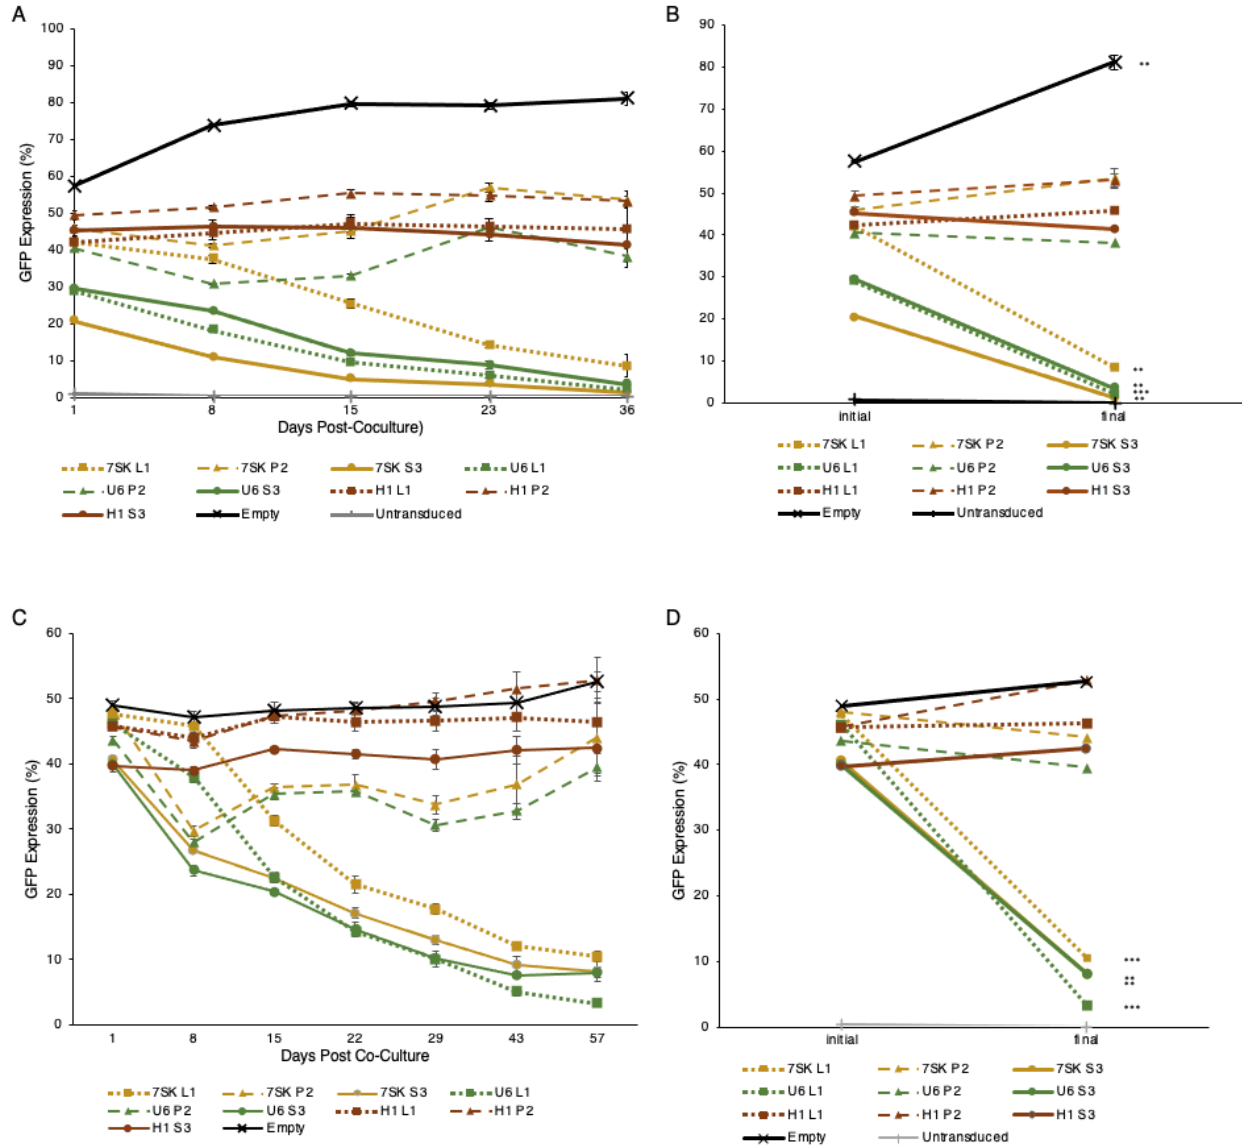 A
GFP Expression (%)
100
90
80
70
60
50
40
30
20
10
0
1 8 15 23 36
Days Post-Coculture)
7SK L1 7SK P2 7SK S3 U6 L1
U6 P2 U6 S3 H1 L1 H1 P2
H1 S3 Empty Untransduced
B
GFP Expression (%)
90
80
70
60
50
40
30
20
10
0
**
**
**
***
**
initial final
7SK L1 7SK P2 7SK S3
U6 L1 U6 P2 U6 S3
H1 L1 H1 P2 H1 S3
Empty Untransduced
C
GFP Expression (%)
60
50
40
30
20
10
0
1 8 15 22 29 43 57
Days Post Co-Culture
7SK L1 7SK P2 7SK S3 U6 L1
U6 P2 U6 S3 H1 L1 H1 P2
H1 S3 Empty
D
GFP Expression (%)
60
50
40
30
20
10
0
***
**
**
***
initial final
7SK L1 7SK P2 7SK S3
U6 L1 U6 P2 U6 S3
H1 L1 H1 P2 H1 S3
Empty Untransduced